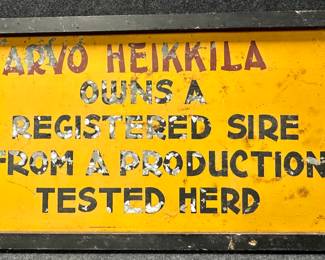 ARVO HEIKKILA
OWNS A
REGISTERED SIRE
FROM A PRODUCTION
TESTED HERD